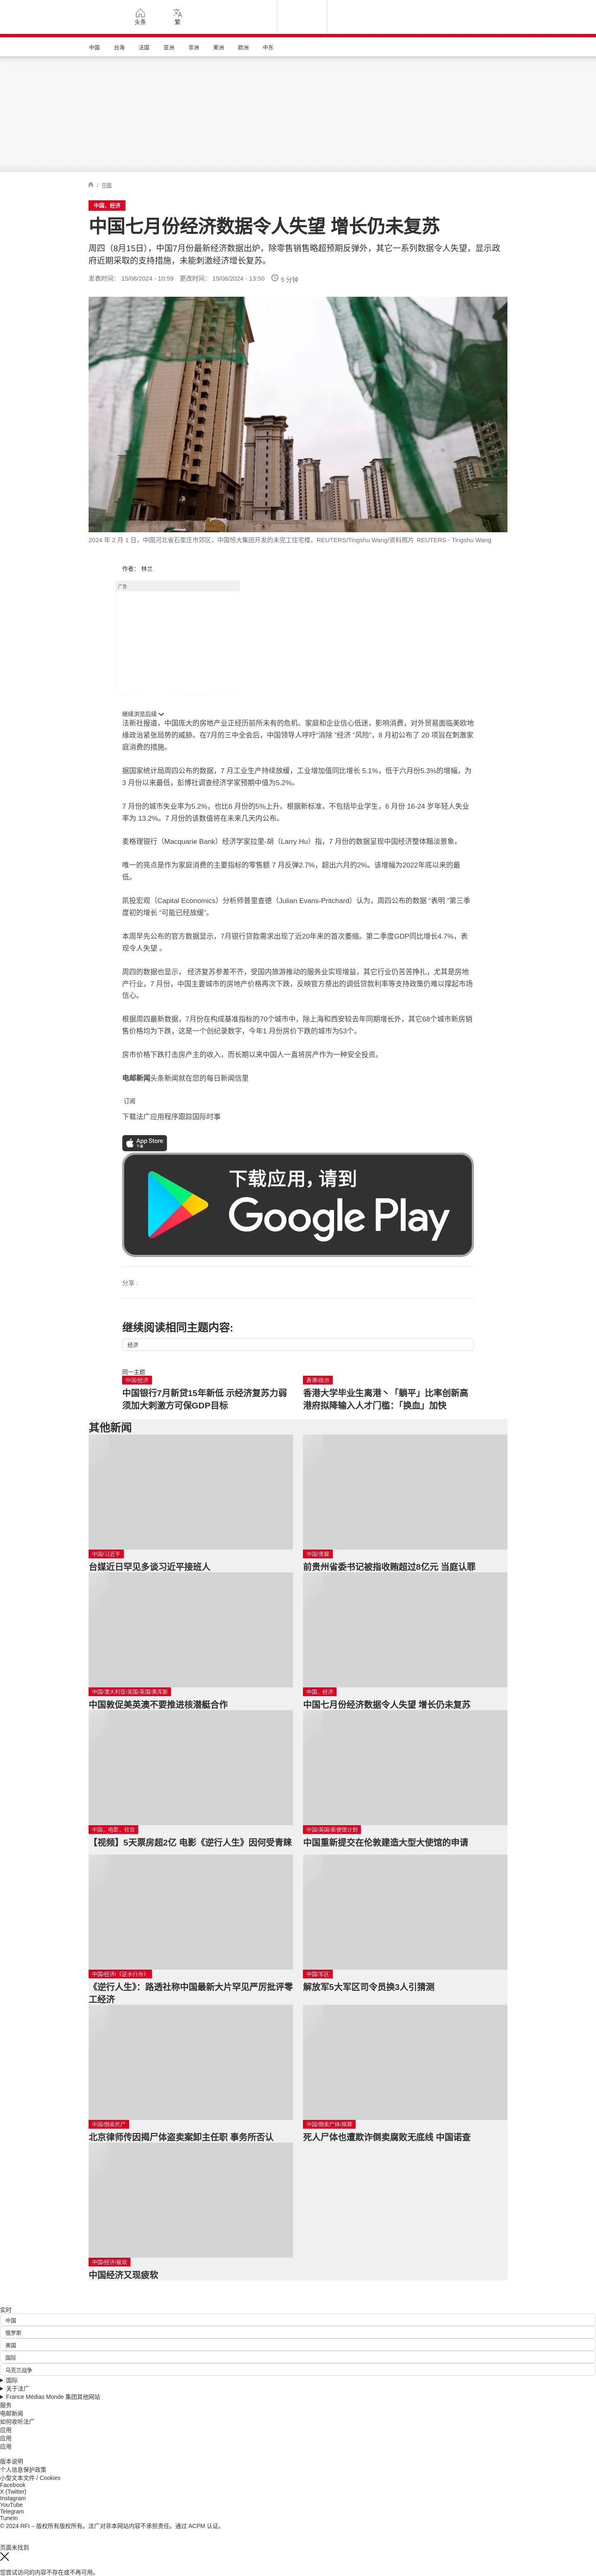 头条
繁
中国
台海
法国
亚洲
非洲
美洲
欧洲
中东
/ 中国
中国，经济
中国七月份经济数据令人失望 增长仍未复苏
周四（8月15日），中国7月份最新经济数据出炉，除零售销售略超预期反弹外，其它一系列数据令人失望，显示政
府近期采取的支持措施，未能刺激经济增长复苏。
发表时间： 15/08/2024 - 10:59 更改时间： 15/08/2024 - 13:50 5 分钟
2024 年 2 月 1 日，中国河北省石家庄市郊区，中国恒大集团开发的未完工住宅楼。REUTERS/Tingshu Wang/资料照片 REUTERS - Tingshu Wang
作者： 林兰
广告
继续浏览后续
法新社报道，中国庞大的房地产业正经历前所未有的危机、家庭和企业信心低迷，影响消费，对外贸易面临美欧地
缘政治紧张局势的威胁。在7月的三中全会后，中国领导人呼吁“消除 “经济 “风险”，8 月初公布了 20 项旨在刺激家
庭消费的措施。
据国家统计局周四公布的数据，7 月工业生产持续放缓，工业增加值同比增长 5.1%，低于六月份5.3%的增幅，为
3 月份以来最低，彭博社调查经济学家预期中值为5.2%。
7 月份的城市失业率为5.2%，也比6 月份的5%上升。根据新标准，不包括毕业学生，6 月份 16-24 岁年轻人失业
率为 13.2%。7 月份的该数值将在未来几天内公布。
麦格理银行（Macquarie Bank）经济学家拉里·胡（Larry Hu）指，7 月份的数据呈现中国经济整体黯淡景象。
唯一的亮点是作为家庭消费的主要指标的零售额 7 月反弹2.7%，超出六月的2%。该增幅为2022年底以来的最
低。
凯投宏观（Capital Economics）分析师普里查德（Julian Evans-Pritchard）认为，周四公布的数据 “表明 ”第三季
度初的增长 “可能已经放缓”。
本周早先公布的官方数据显示，7月银行贷款需求出现了近20年来的首次萎缩。第二季度GDP同比增长4.7%，表
现令人失望 。
周四的数据也显示， 经济复苏参差不齐，受国内旅游推动的服务业实现增益，其它行业仍苦苦挣扎，尤其是房地
产行业，7 月份，中国主要城市的房地产价格再次下跌，反映官方祭出的调低贷款利率等支持政策仍难以撑起市场
信心。
根据周四最新数据，7月份在构成基准指标的70个城市中，除上海和西安较去年同期增长外，其它68个城市新房销
售价格均为下跌，这是一个创纪录数字，今年1 月份房价下跌的城市为53个。
房市价格下跌打击房产主的收入，而长期以来中国人一直将房产作为一种安全投资。
电邮新闻头条新闻就在您的每日新闻信里
订阅
下载法广应用程序跟踪国际时事
App Store
下载
下载应用，请到
Google Play
分享 :
继续阅读相同主题内容:
经济
同一主题
中国/经济
中国银行7月新贷15年新低 示经济复苏力弱
须加大刺激方可保GDP目标
香港/政治
香港大学毕业生离港丶「躺平」比率创新高
港府拟降输入人才门槛：「换血」加快
其他新闻
中国/习近平
台媒近日罕见多谈习近平接班人
中国/贪腐
前贵州省委书记被指收贿超过8亿元 当庭认罪
中国/澳大利亚/美国/英国/奥库斯
中国敦促美英澳不要推进核潜艇合作
中国，经济
中国七月份经济数据令人失望 增长仍未复苏
中国、电影、社会
【视频】5天票房超2亿 电影《逆行人生》因何受青睐
中国/英国/新使馆计划
中国重新提交在伦敦建造大型大使馆的申请
中国/经济/《逆水行舟》
《逆行人生》：路透社称中国最新大片罕见严厉批评零
工经济
中国/军区
解放军5大军区司令员换3人引猜测
中国/倒卖死尸
北京律师传因揭尸体盗卖案卸主任职 事务所否认
中国/倒卖尸体/殡葬
死人尸体也遭欺诈倒卖腐败无底线 中国诺查
中国/经济/疲软
中国经济又现疲软
实时
中国
俄罗斯
美国
国际
乌克兰战争
国际
关于法广
France Médias Monde 集团其他网站
服务
电邮新闻
如何收听法广
应用
应用
应用
版本说明
个人信息保护政策
小型文本文件 / Cookies
Facebook
X (Twitter)
Instagram
YouTube
Telegram
TuneIn
© 2024 RFI – 版权所有版权所有。法广对非本网站内容不承担责任。通过 ACPM 认证。
页面未找到
您尝试访问的内容不存在或不再可用。